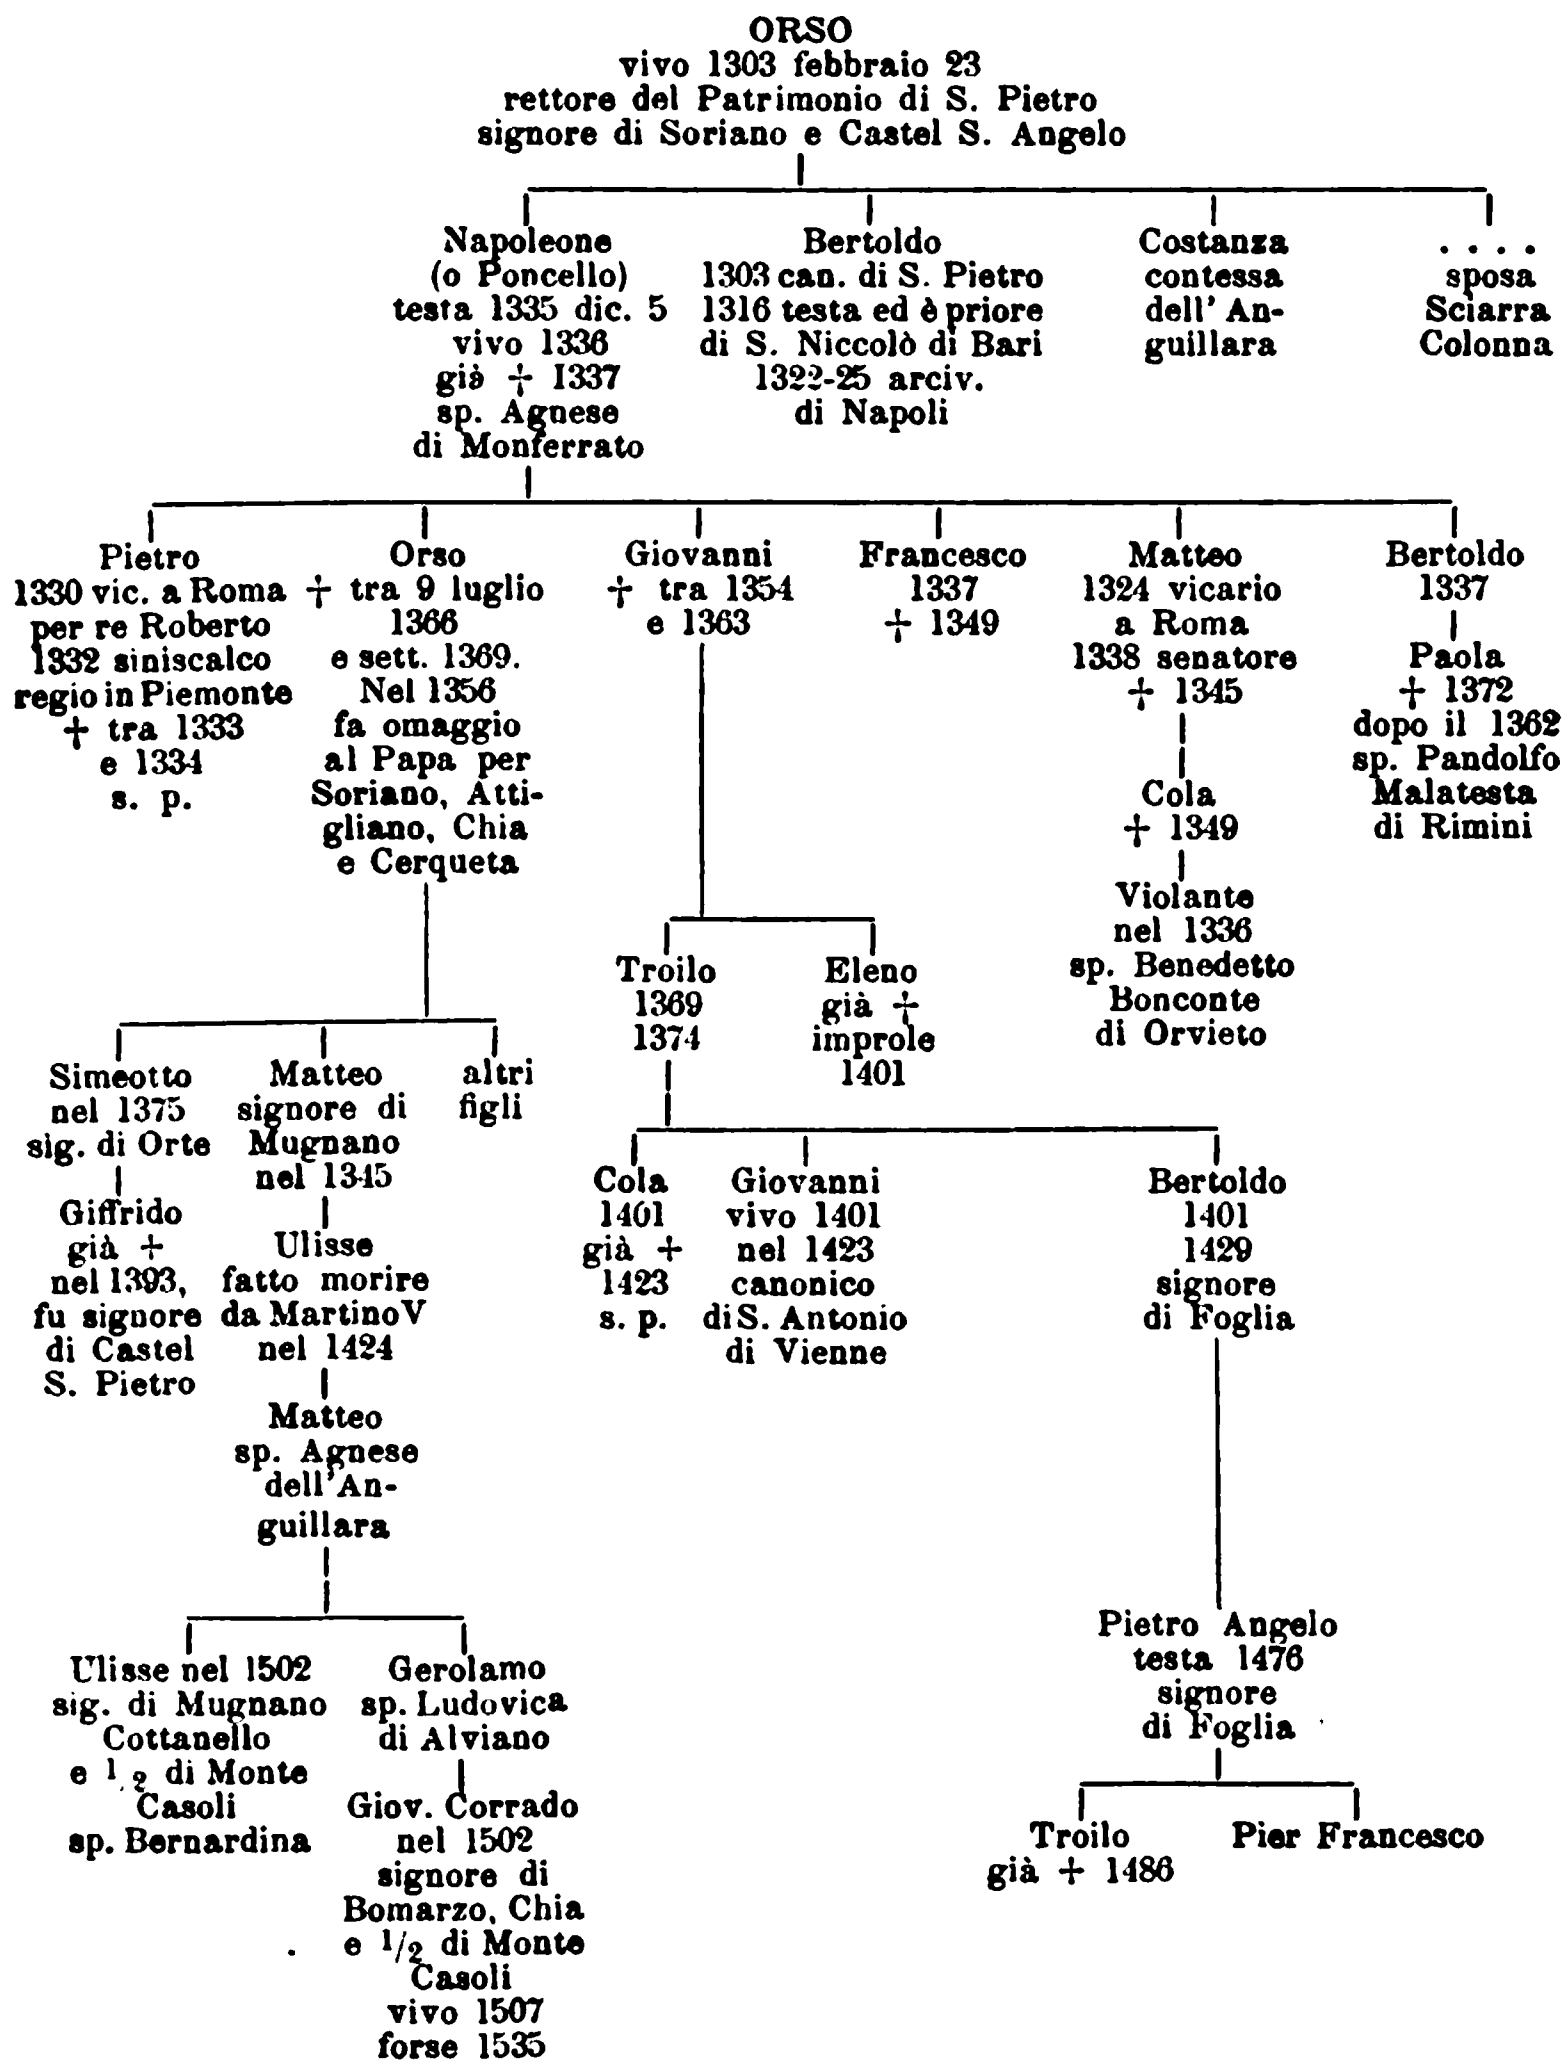 ORSO
vivo 1303 febbraio 23
rettore del Patrimonio di S. Pietro
signore di Soriano e Castel S. Angelo
Napoleone
(o Poncello)
testa 1335 dic. 5
vivo 1336
già † 1337
sp. Agnese
di Monferrato
Bertoldo
1303 can. di S. Pietro
1316 testa ed è priore
di S. Niccolò di Bari
1322-25 arciv.
di Napoli
Costanza
contessa
dell' An-
guillara
. . . .
sposa
Sciarra
Colonna
Pietro
1330 vic. a Roma
per re Roberto
1332 siniscalco
regio in Piemonte
† tra 1333
e 1334
s. p.
Orso
† tra 9 luglio
1366
e sett. 1369.
Nel 1356
fa omaggio
al Papa per
Soriano, Atti-
gliano, Chia
e Cerqueta
Giovanni
† tra 1354
e 1363
Francesco
1337
† 1349
Matteo
1324 vicario
a Roma
1338 senatore
† 1345
Cola
† 1349
Violante
nel 1336
sp. Benedetto
Bonconte
di Orvieto
Bertoldo
1337
Paola
† 1372
dopo il 1362
sp. Pandolfo
Malatesta
di Rimini
Troilo
1369
1374
Eleno
già †
improle
1401
Simeotto
nel 1375
sig. di Orte
Giffrido
già †
nel 1393,
fu signore
di Castel
S. Pietro
Matteo
signore di
Mugnano
nel 1345
Ulisse
fatto morire
da Martino V
nel 1424
Matteo
sp. Agnese
dell'An-
guillara
altri
figli
Cola
1401
già †
1423
s. p.
Giovanni
vivo 1401
nel 1423
canonico
di S. Antonio
di Vienne
Bertoldo
1401
1429
signore
di Foglia
Ulisse nel 1502
sig. di Mugnano
Cottanello
e 1/2 di Monte
Casoli
sp. Bernardina
Gerolamo
sp. Ludovica
di Alviano
Giov. Corrado
nel 1502
signore di
Bomarzo, Chia
e 1/2 di Monte
Casoli
vivo 1507
forse 1535
Pietro Angelo
testa 1476
signore
di Foglia
Troilo
già † 1486
Pier Francesco